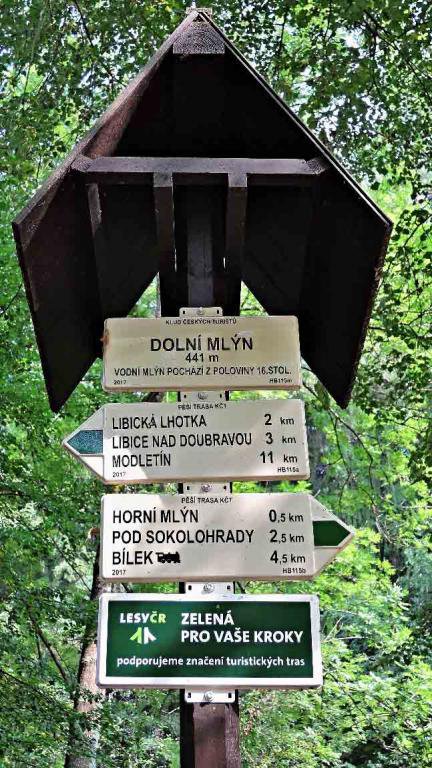 KLUB ČESKÝCH TURISTŮ
DOLNÍ MLÝN
441 m
VODNÍ MLÝN POCHÁZÍ Z POLOVINY 16.STOL.
2017 HB115m
PĚŠÍ TRASA KČT
LIBICKÁ LHOTKA 2 km
LIBICE NAD DOUBRAVOU 3 km
MODLETÍN 11 km
2017 HB115a
PĚŠÍ TRASA KČT
HORNÍ MLÝN 0,5 km
POD SOKOLOHRADY 2,5 km
BÍLEK 4,5 km
2017 HB115b
LESYČR ZELENÁ
PRO VAŠE KROKY
podporujeme značení turistických tras